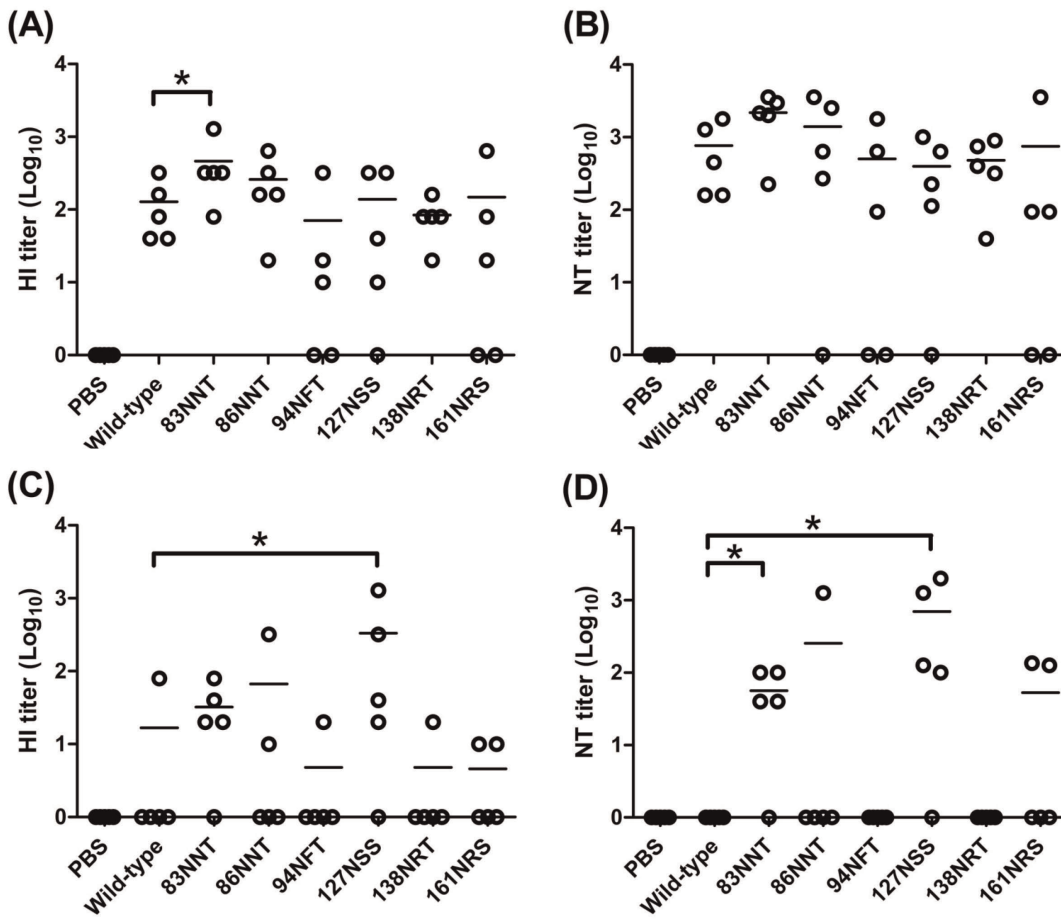 (A)
HI titer (Log10)
4
3
2
1
0
*
PBS
Wild-type
83NNT
86NNT
94NFT
127NSS
138NRT
161NRS
(B)
NT titer (Log10)
4
3
2
1
0
PBS
Wild-type
83NNT
86NNT
94NFT
127NSS
138NRT
161NRS
(C)
HI titer (Log10)
4
3
2
1
0
*
PBS
Wild-type
83NNT
86NNT
94NFT
127NSS
138NRT
161NRS
(D)
NT titer (Log10)
4
3
2
1
0
*
*
PBS
Wild-type
83NNT
86NNT
94NFT
127NSS
138NRT
161NRS